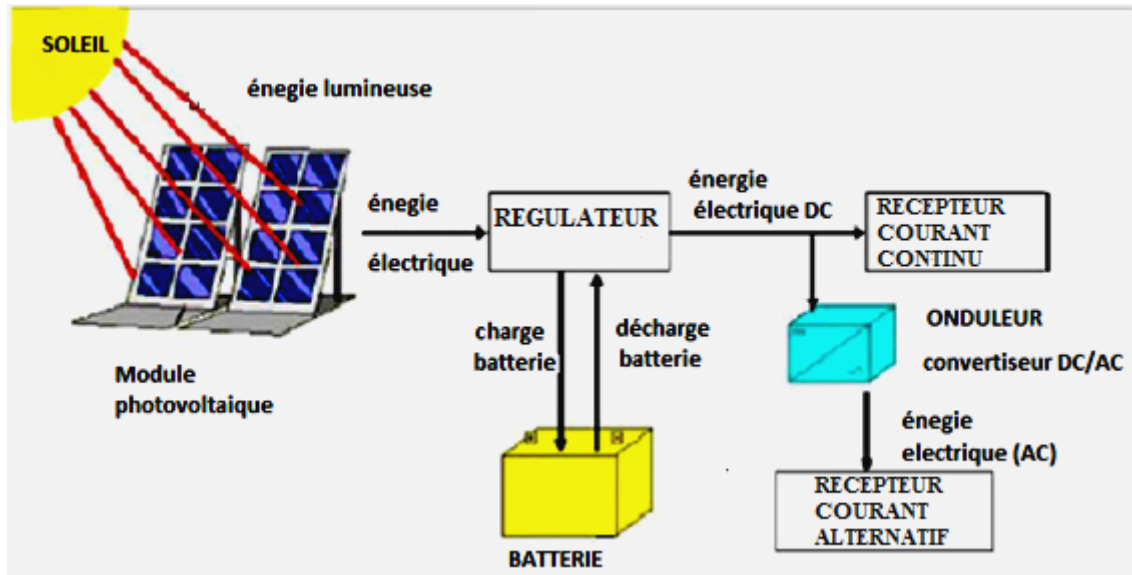 SOLEIL
énegie lumineuse
énegie
électrique
REGULATEUR
énergie
électrique DC
RECEPTEUR
COURANT
CONTINU
charge
batterie
décharge
batterie
ONDULEUR
convertiseur DC/AC
Module
photovoltaique
énegie
electrique (AC)
RECEPTEUR
COURANT
ALTERNATIF
BATTERIE